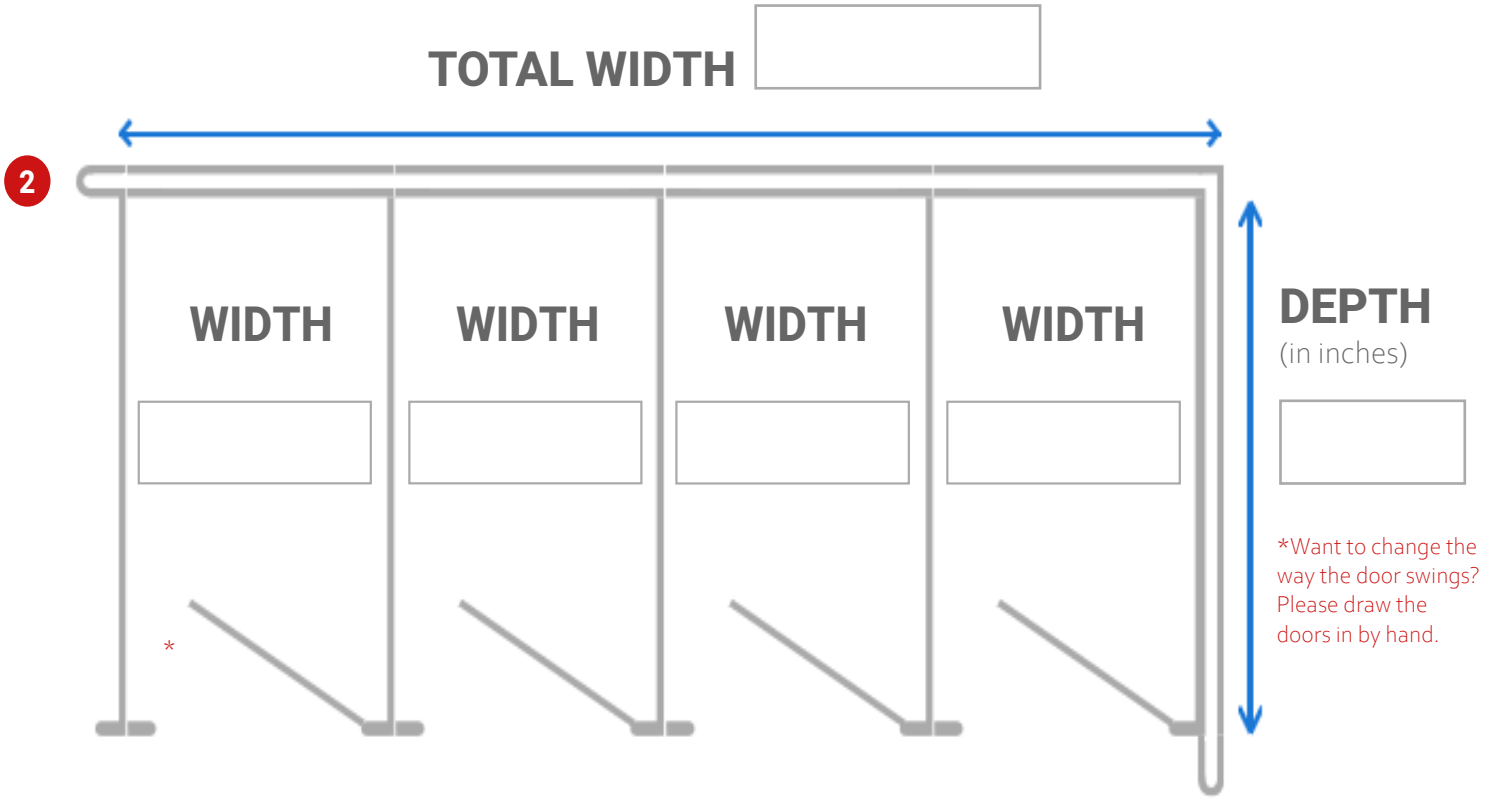 TOTAL WIDTH
2
WIDTH WIDTH WIDTH WIDTH
DEPTH
(in inches)
*Want to change the
way the door swings?
Please draw the
doors in by hand.
*